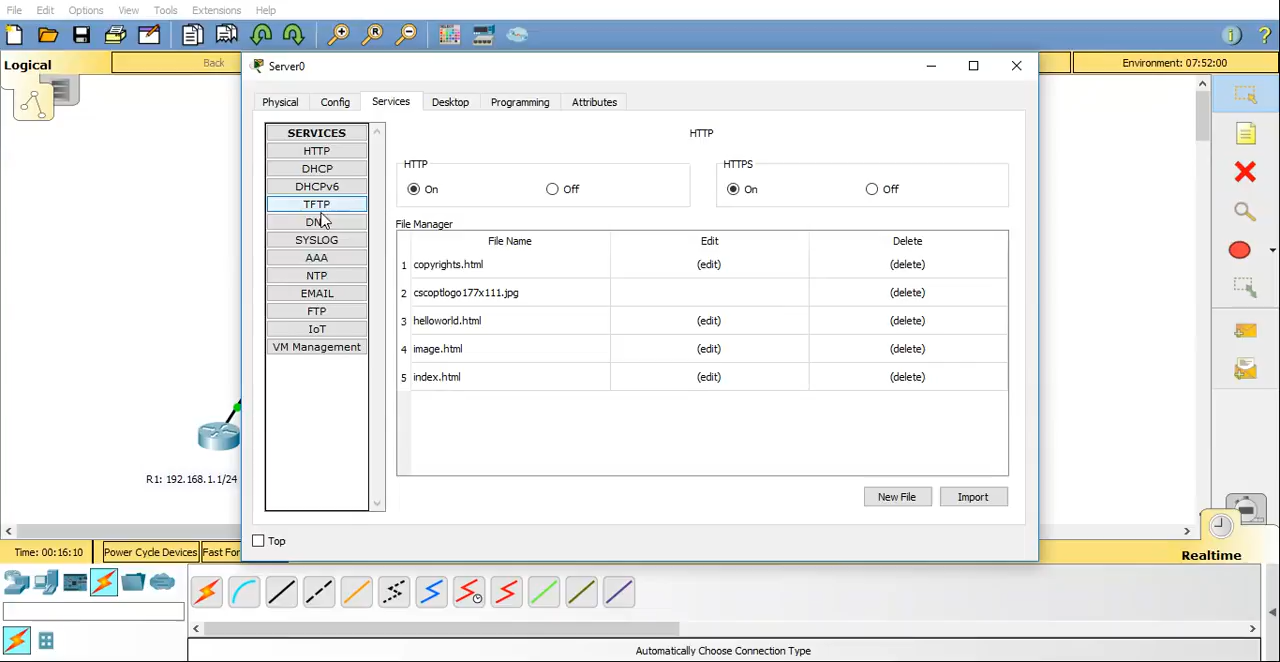 File Edit Options View Tools Extensions Help
Logical
Back
Environment: 07:52:00
Server0
Physical Config Services Desktop Programming Attributes
SERVICES
HTTP
DHCP
DHCPv6
TFTP
SYSLOG
AAA
NTP
EMAIL
FTP
IoT
VM Management
HTTP
HTTP
On Off
HTTPS
On Off
File Manager
File Name Edit Delete
1 copyrights.html (edit) (delete)
2 cscoptlogo177x111.jpg (delete)
3 helloworld.html (edit) (delete)
4 image.html (edit) (delete)
5 index.html (edit) (delete)
New File Import
Top
R1: 192.168.1.1/24
Time: 00:16:10 Power Cycle Devices Fast For
Realtime
Automatically Choose Connection Type